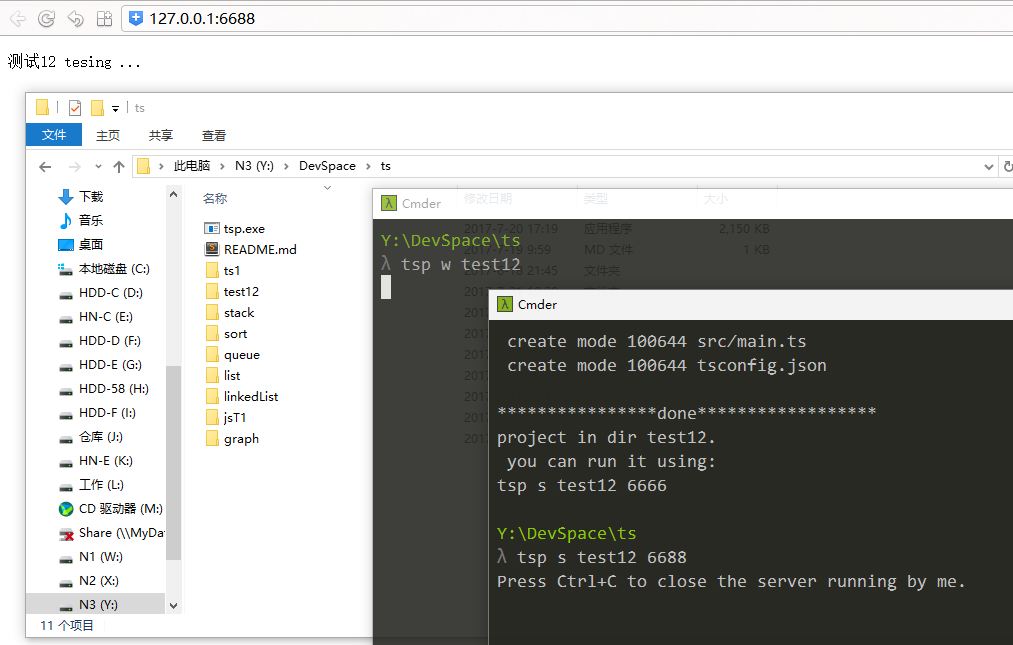 127.0.0.1:6688
测试12 tesing ...
ts
文件 主页 共享 查看
此电脑 N3 (Y:) DevSpace ts
下载
音乐
桌面
本地磁盘 (C:)
HDD-C (D:)
HN-C (E:)
HDD-D (F:)
HDD-E (G:)
HDD-58 (H:)
HDD-F (I:)
仓库 (J:)
HN-E (K:)
工作 (L:)
CD 驱动器 (M:)
Share (\\MyDa
N1 (W:)
N2 (X:)
N3 (Y:)
11 个项目
名称 修改日期 类型 大小
tsp.exe 2017-7-20 17:19 应用程序 2,150 KB
README.md 9:59 MD 文件 1 KB
ts1 21:45 文件夹
test12
stack
sort
queue
list
linkedList
jsT1
graph
Cmder
Y:\DevSpace\ts
λ tsp w test12
Cmder
create mode 100644 src/main.ts
create mode 100644 tsconfig.json
****************done******************
project in dir test12.
you can run it using:
tsp s test12 6666
Y:\DevSpace\ts
λ tsp s test12 6688
Press Ctrl+C to close the server running by me.